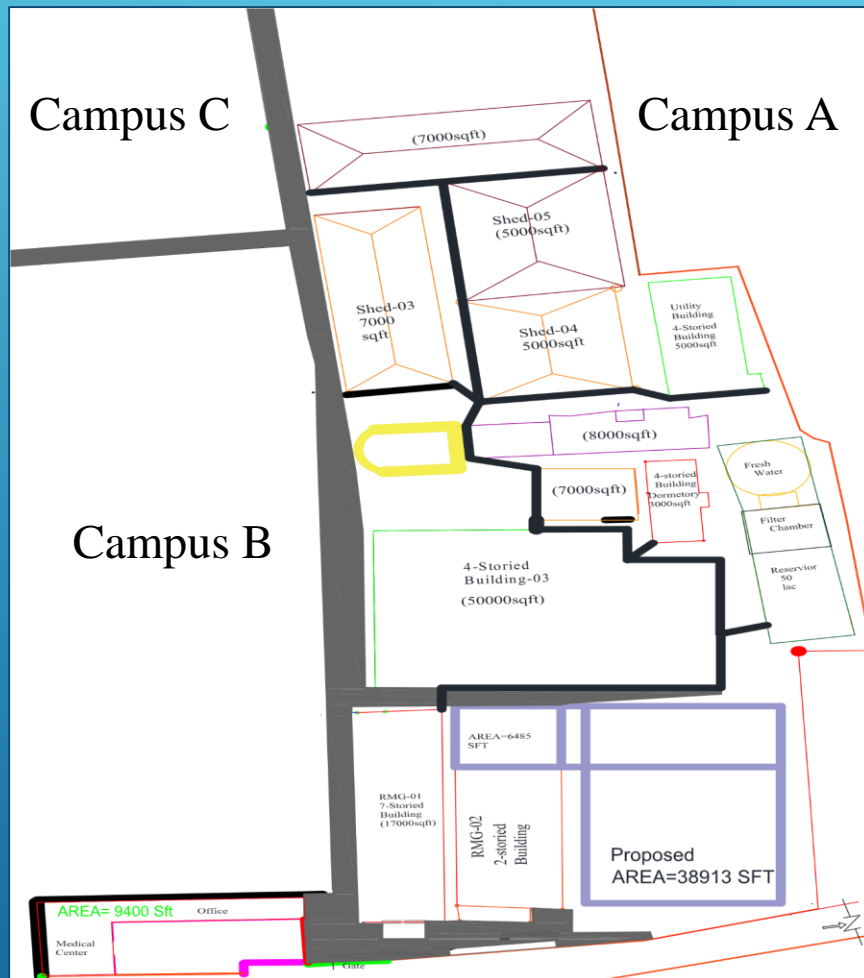 Campus C
Campus A
(7000sqft)
Shed-05
(5000sqft)
Shed-03
7000
sqft
Shed-04
5000sqft
Utility
Building
4-Storied
Building
5000sqft
(8000sqft)
(7000sqft)
4-storied
Building
Dormetory
3000sqft
Fresh
Water
Filter
Chamber
Reservior
50
lac
Campus B
4-Storied
Building-03
(50000sqft)
AREA=6485
SFT
RMG-01
7-Storied
Building
(17000sqft)
RMG-02
2-storied
Building
Proposed
AREA=38913 SFT
AREA= 9400 Sft
Office
Medical
Center
Gate
N